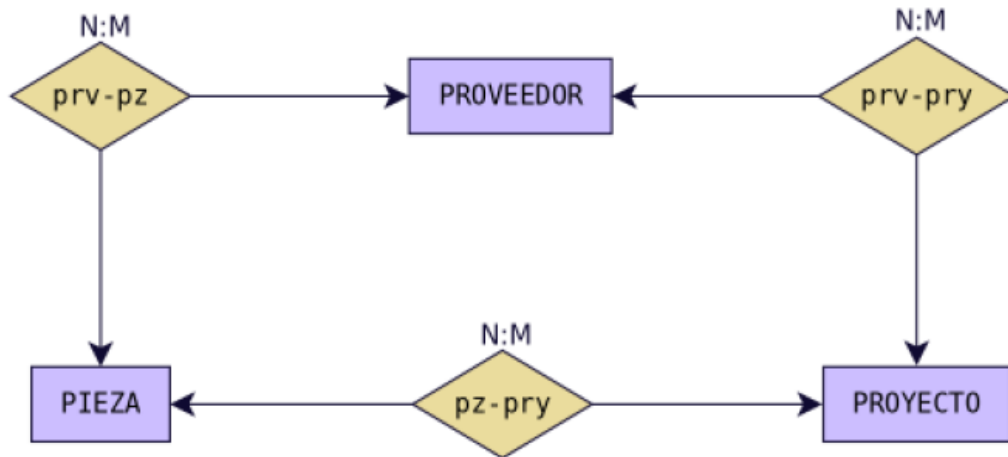 N:M
prv-pz
PROVEEDOR
N:M
prv-pry
PIEZA
N:M
pz-pry
PROYECTO